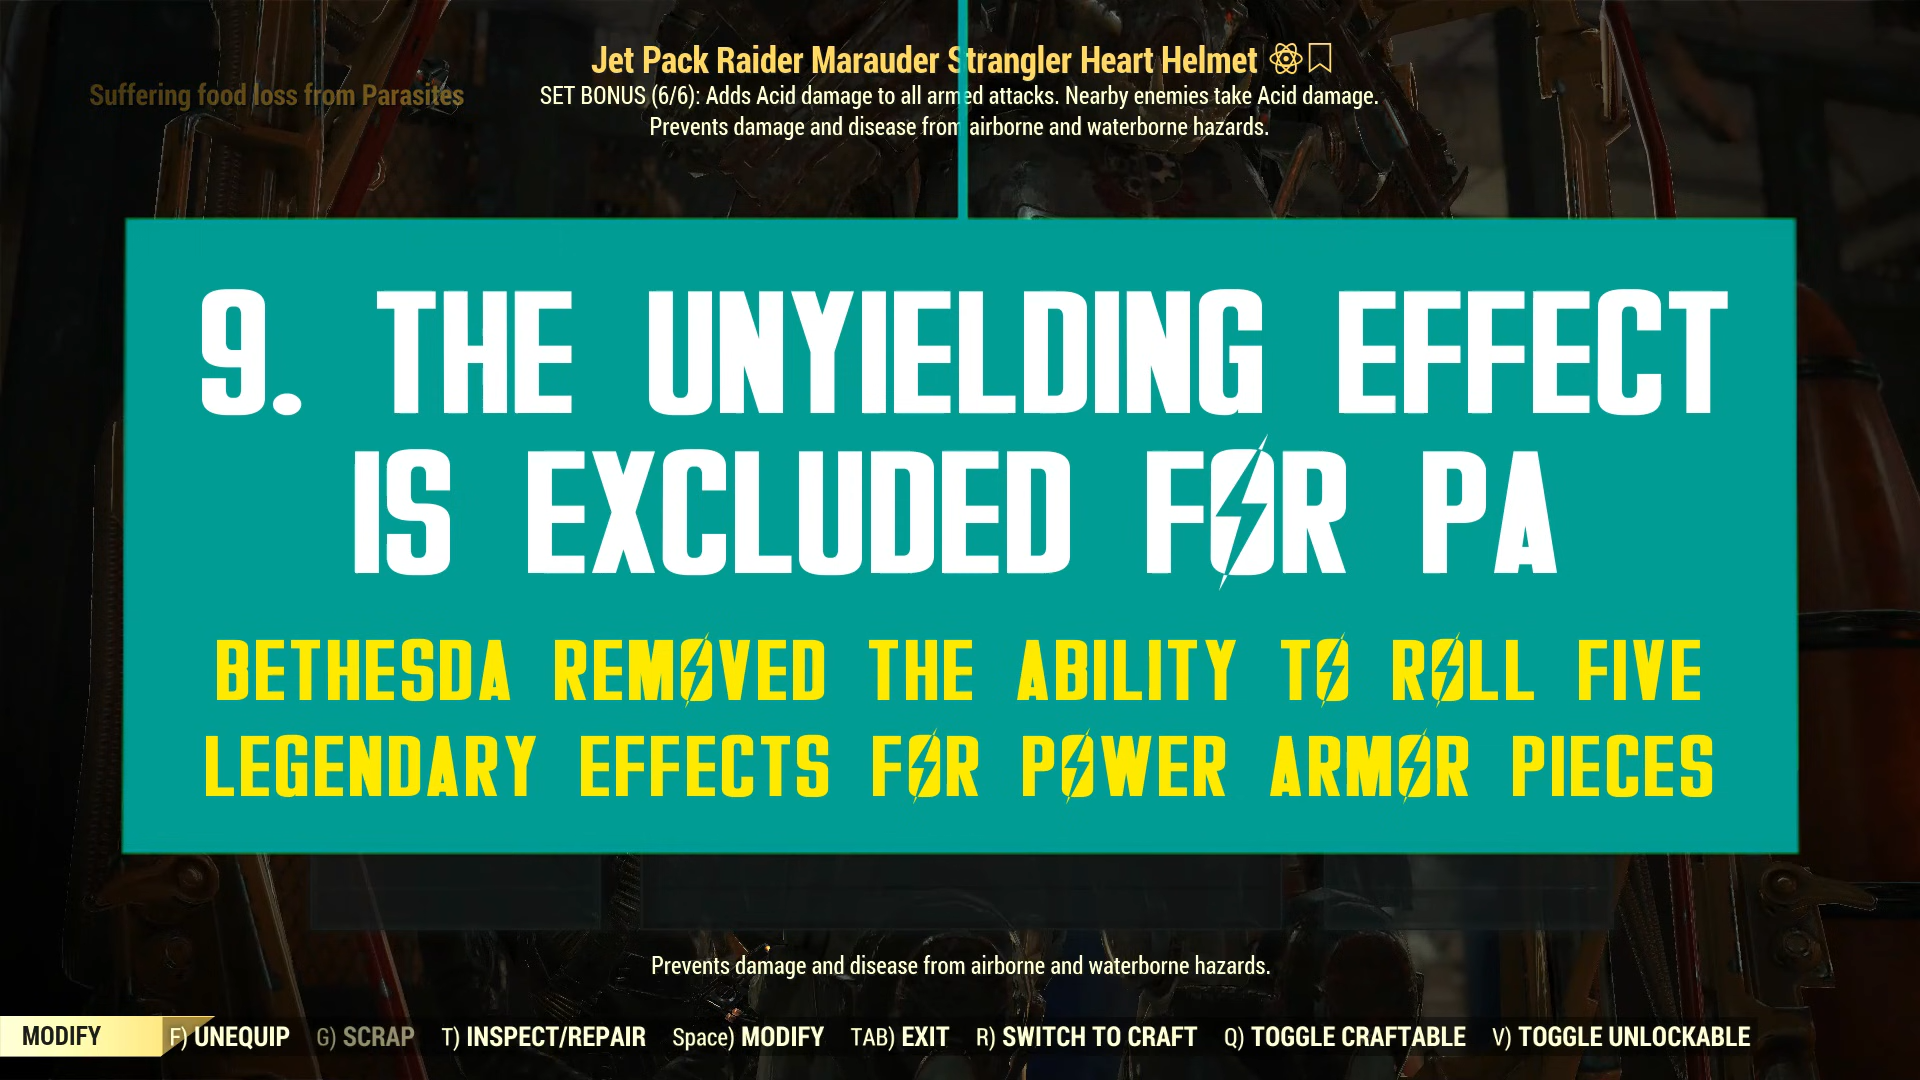 Jet Pack Raider Marauder Strangler Heart Helmet
Suffering food loss from Parasites
SET BONUS (6/6): Adds Acid damage to all armed attacks. Nearby enemies take Acid damage.
Prevents damage and disease from airborne and waterborne hazards.
9. THE UNYIELDING EFFECT
IS EXCLUDED FOR PA
BETHESDA REMOVED THE ABILITY TO ROLL FIVE
LEGENDARY EFFECTS FOR POWER ARMOR PIECES
Prevents damage and disease from airborne and waterborne hazards.
MODIFY F) UNEQUIP G) SCRAP T) INSPECT/REPAIR Space) MODIFY TAB) EXIT R) SWITCH TO CRAFT Q) TOGGLE CRAFTABLE V) TOGGLE UNLOCKABLE